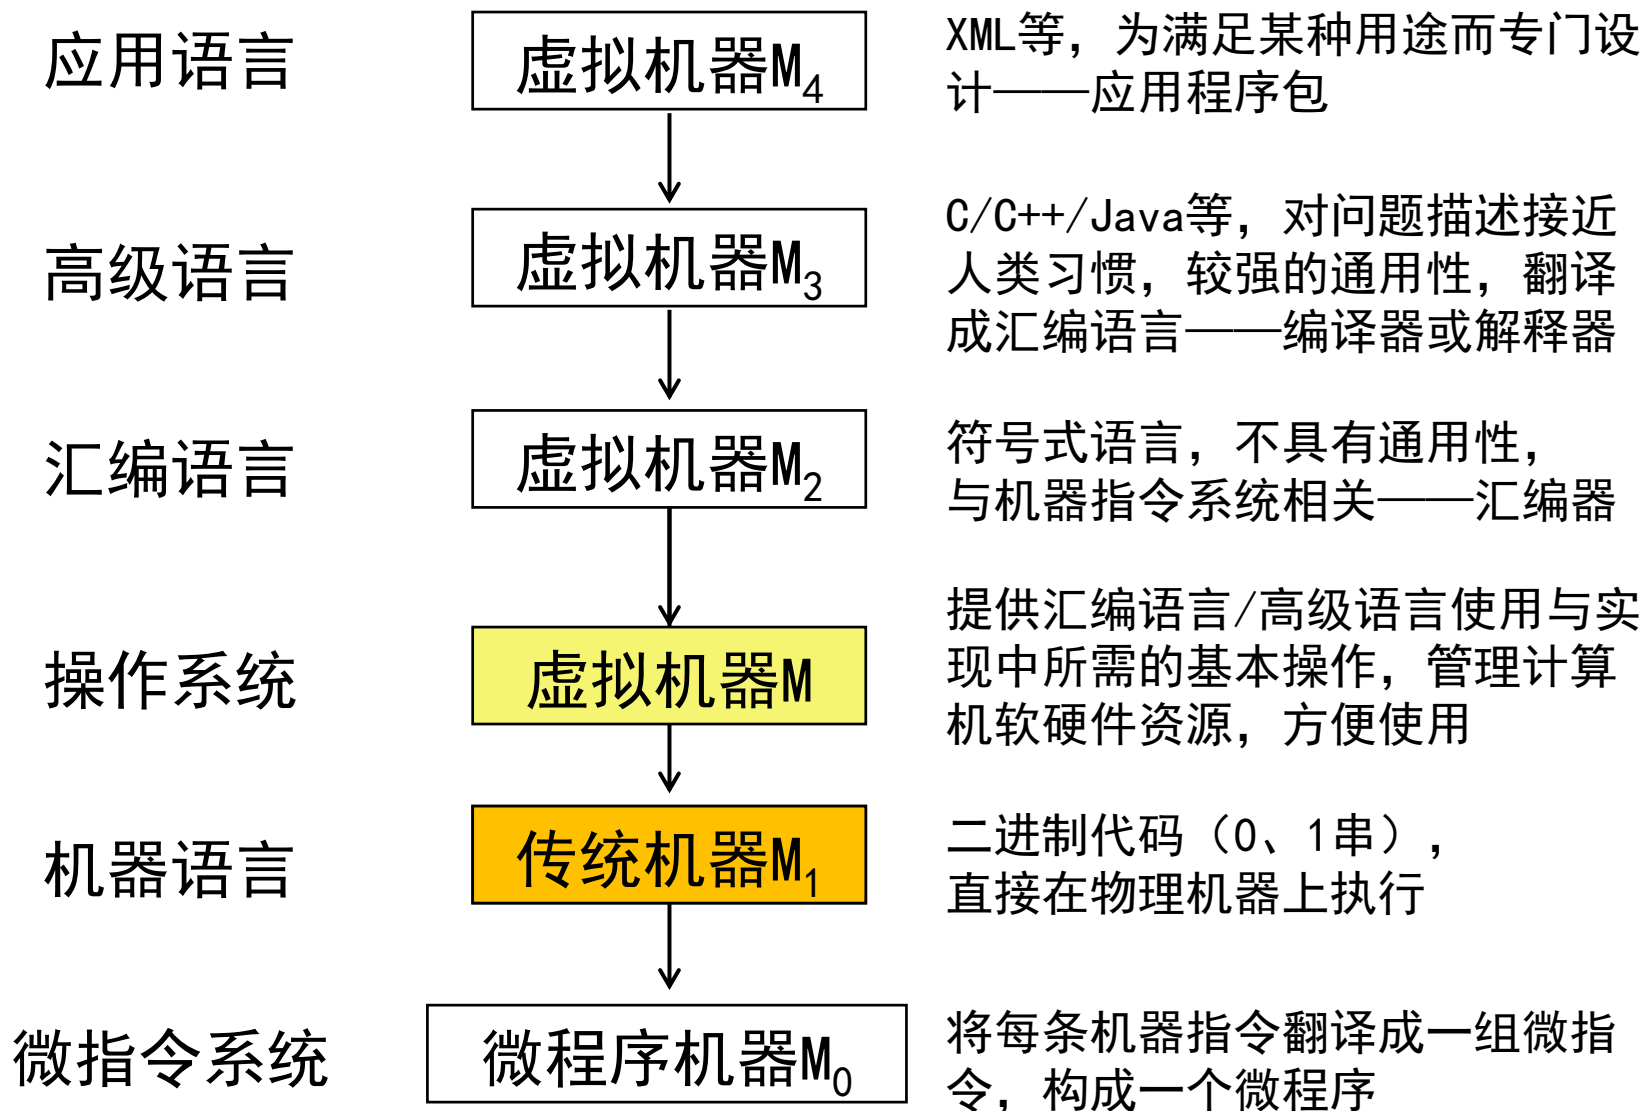 应用语言
虚拟机器M₄
XML等，为满足某种用途而专门设
计——应用程序包
高级语言
虚拟机器M₃
C/C++/Java等，对问题描述接近
人类习惯，较强的通用性，翻译
成汇编语言——编译器或解释器
汇编语言
虚拟机器M₂
符号式语言，不具有通用性，
与机器指令系统相关——汇编器
操作系统
虚拟机器M
提供汇编语言/高级语言使用与实
现中所需的基本操作，管理计算
机软硬件资源，方便使用
机器语言
传统机器M₁
二进制代码（0、1串），
直接在物理机器上执行
微指令系统
微程序机器M₀
将每条机器指令翻译成一组微指
令，构成一个微程序